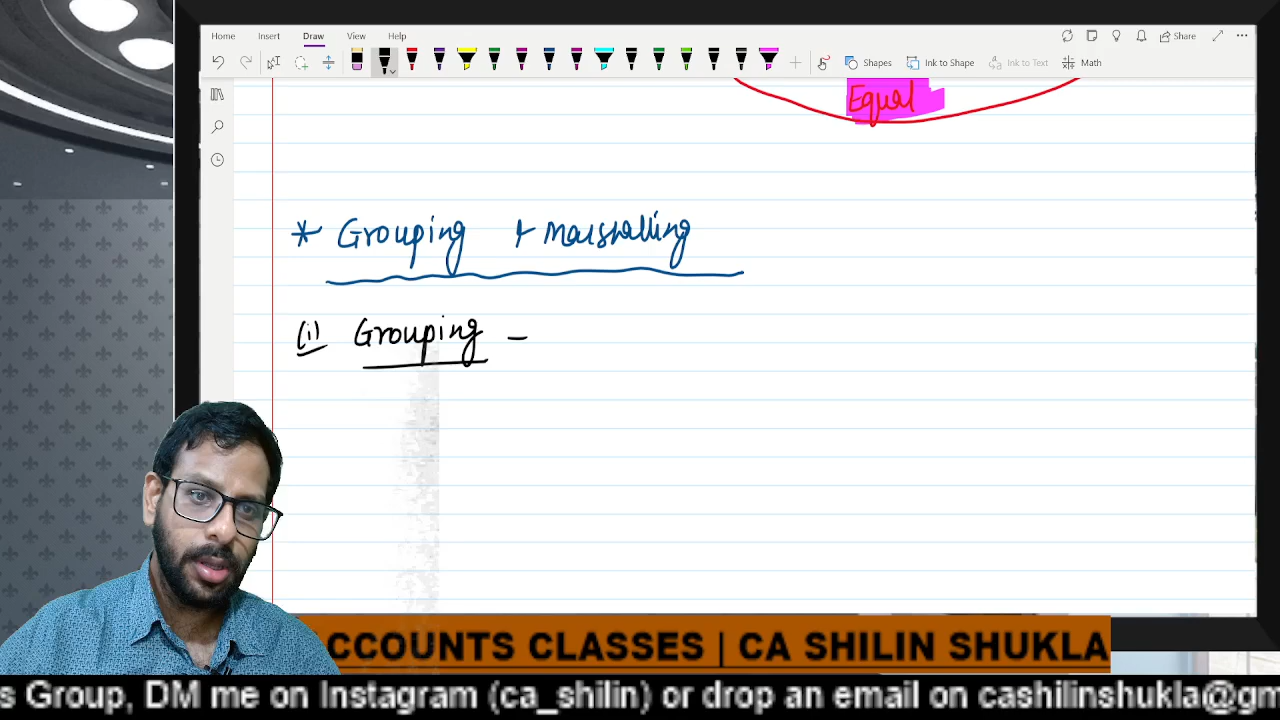 Home Insert Draw View Help Share
Shapes Ink to Shape Ink to Text Math
Equal
* Grouping + Marshalling
(i) Grouping -
CCOUNTS CLASSES | CA SHILIN SHUKLA
s Group, DM me on Instagram (ca_shilin) or drop an email on cashilinshukla@gm